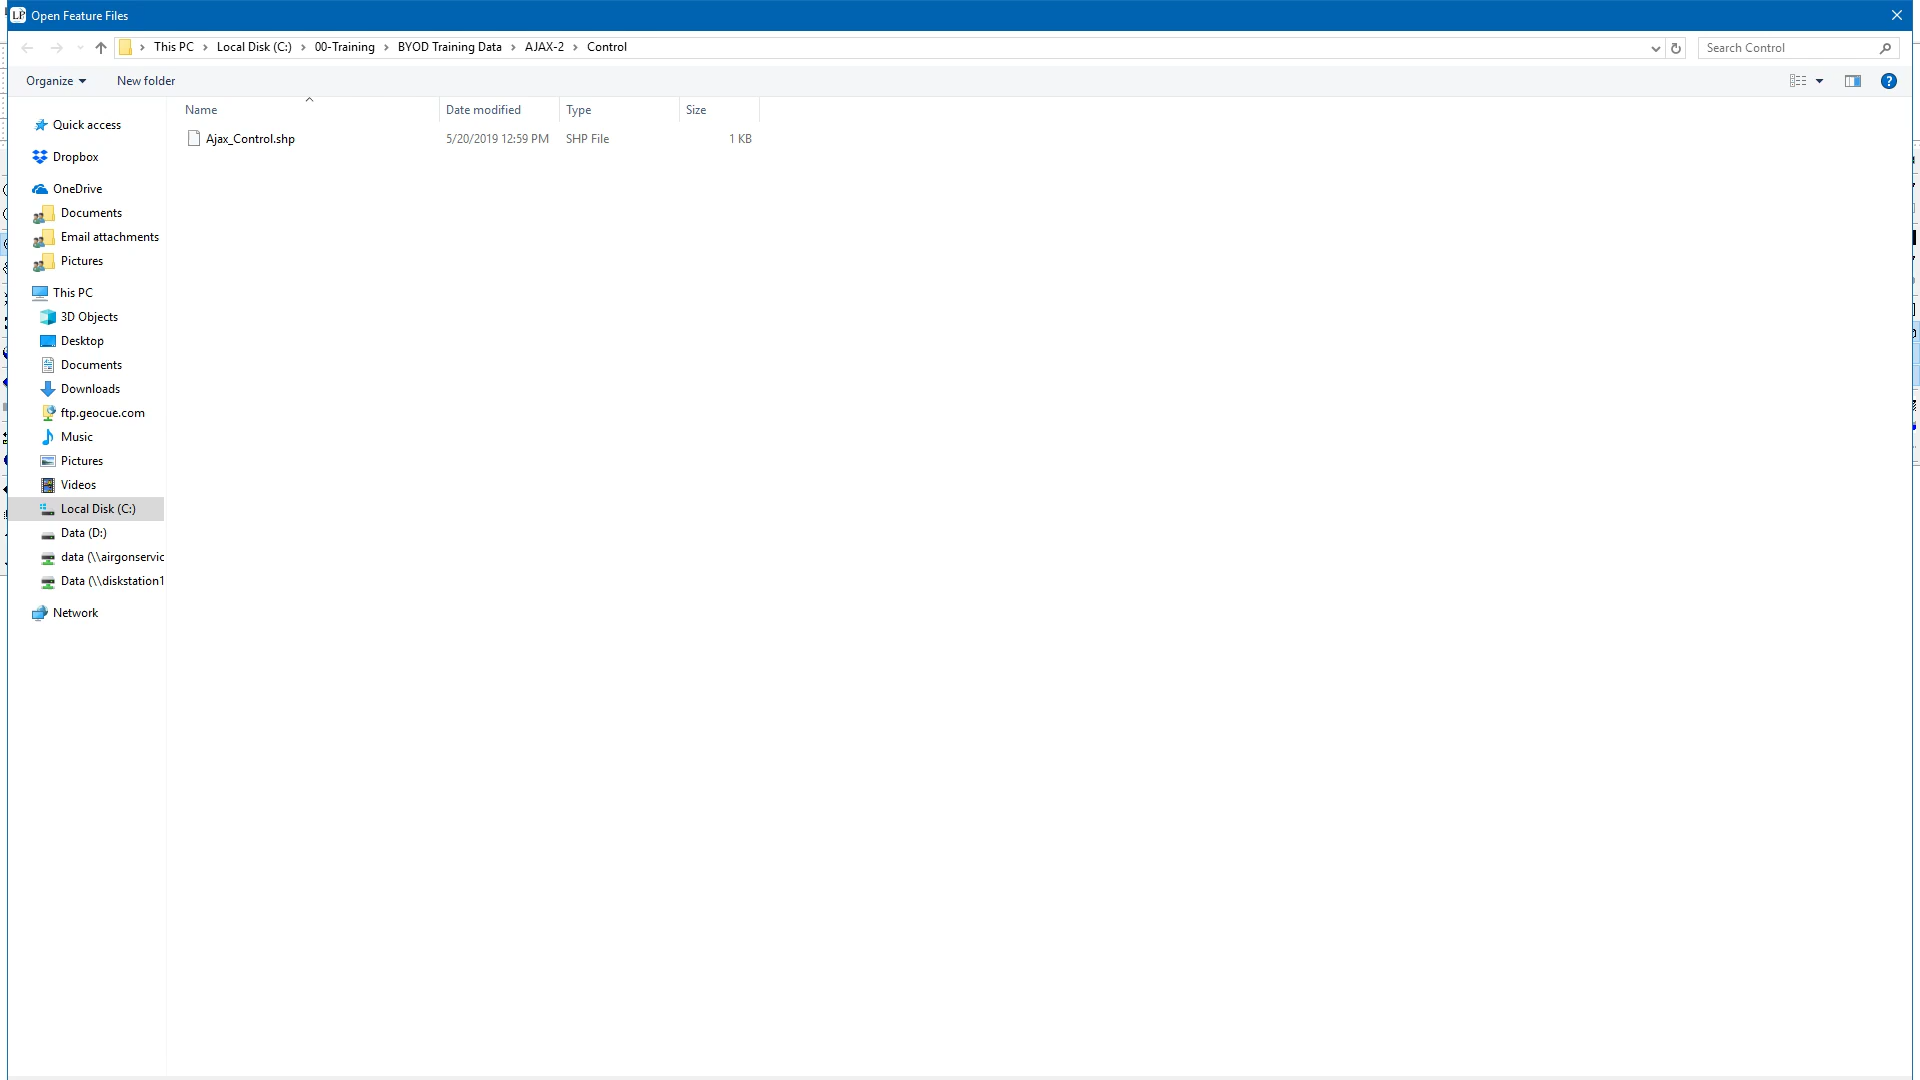 LP Open Feature Files
This PC > Local Disk (C:) > 00-Training > BYOD Training Data > AJAX-2 > Control
Search Control
Organize
New folder
Name
Date modified
Type
Size
Ajax_Control.shp
5/20/2019 12:59 PM
SHP File
1 KB
Quick access
Dropbox
OneDrive
Documents
Email attachments
Pictures
This PC
3D Objects
Desktop
Documents
Downloads
ftp.geocue.com
Music
Pictures
Videos
Local Disk (C:)
Data (D:)
data (\\airgonservic
Data (\\diskstation1
Network